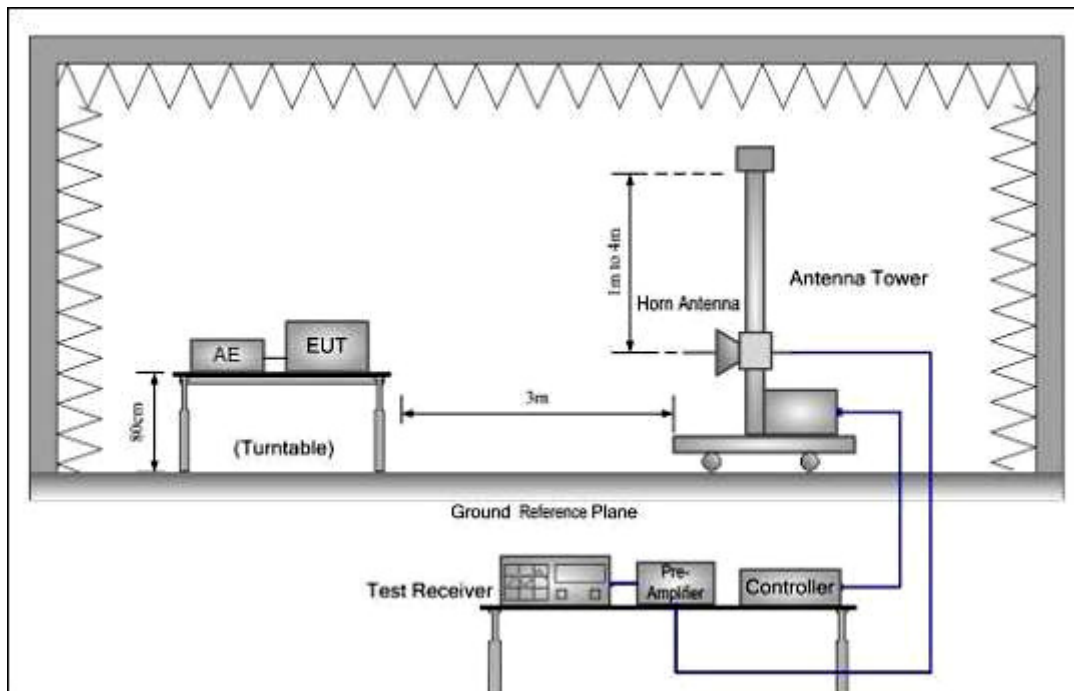 1m to 4m
Antenna Tower
Horn Antenna
AE
EUT
80cm
3m
(Turntable)
Ground Reference Plane
Test Receiver
Pre-
Amplifier
Controller